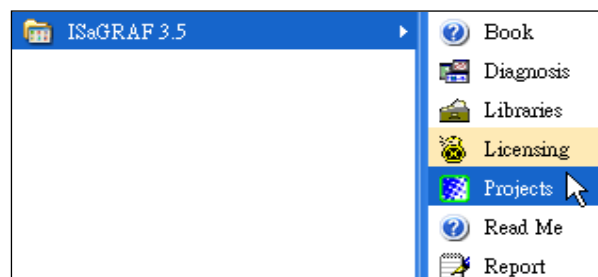 ISaGRAF 3.5
Book
Diagnosis
Libraries
Licensing
Projects
Read Me
Report